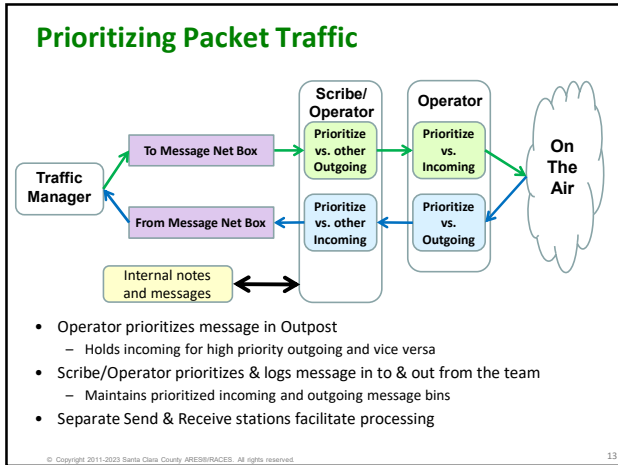 Prioritizing Packet Traffic
Scribe/
Operator
Operator
Traffic
Manager
To Message Net Box
Prioritize
vs. other
Outgoing
Prioritize
vs.
Incoming
On
The
Air
From Message Net Box
Prioritize
vs. other
Incoming
Prioritize
vs.
Outgoing
Internal notes
and messages
• Operator prioritizes message in Outpost
– Holds incoming for high priority outgoing and vice versa
• Scribe/Operator prioritizes & logs message in to & out from the team
– Maintains prioritized incoming and outgoing message bins
• Separate Send & Receive stations facilitate processing
© Copyright 2011-2023 Santa Clara County ARES®/RACES. All rights reserved.
13